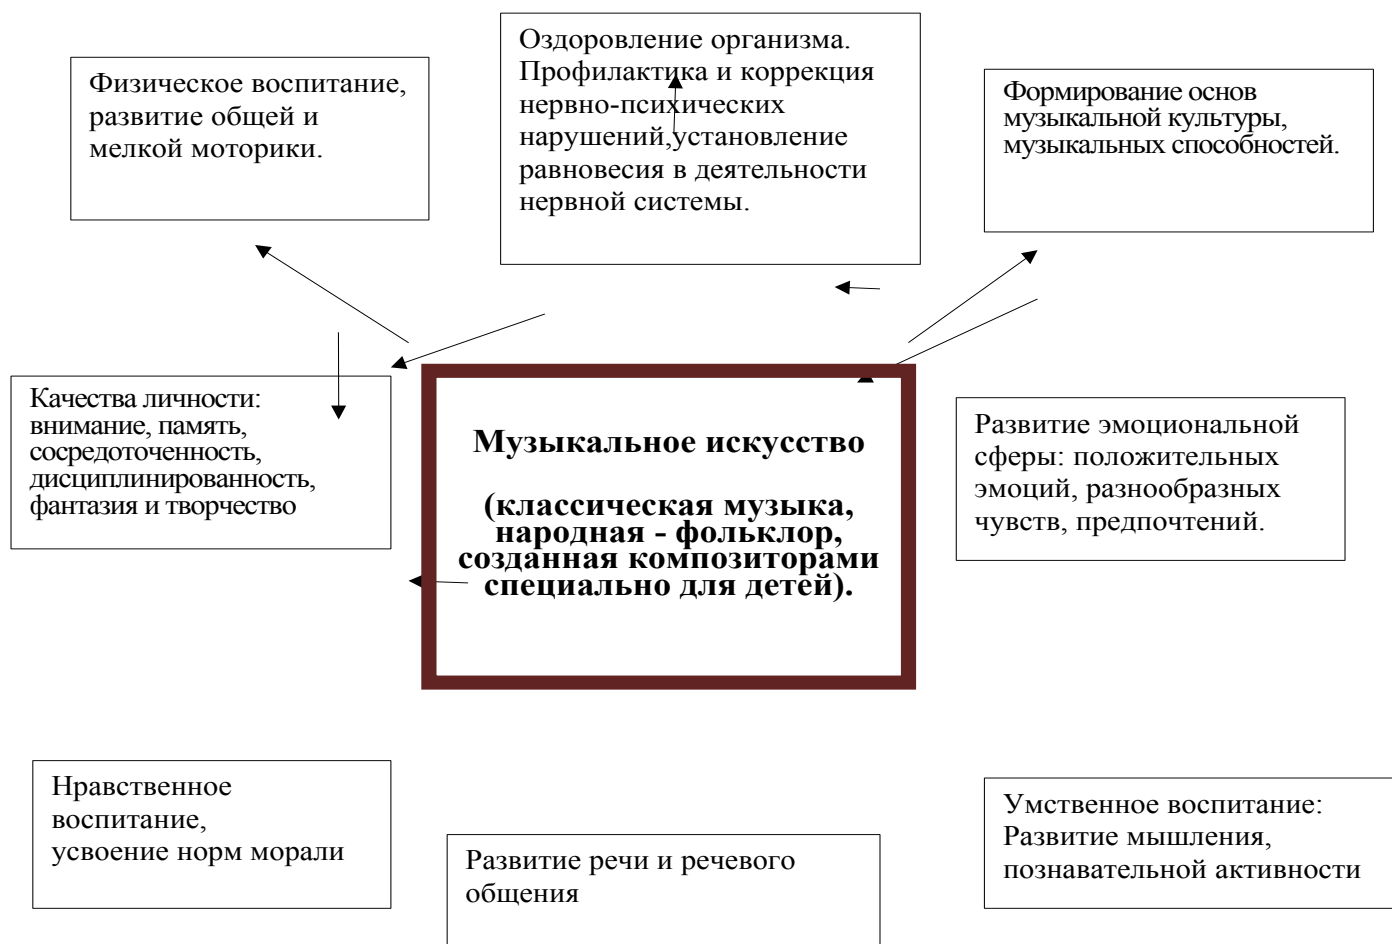 Физическое воспитание,
развитие общей и
мелкой моторики.
Оздоровление организма.
Профилактика и коррекция
нервно-психических
нарушений,установление
равновесия в деятельности
нервной системы.
Формирование основ
музыкальной культуры,
музыкальных способностей.
Качества личности:
внимание, память,
сосредоточенность,
дисциплинированность,
фантазия и творчество
Музыкальное искусство
(классическая музыка,
народная - фольклор,
созданная композиторами
специально для детей).
Развитие эмоциональной
сферы: положительных
эмоций, разнообразных
чувств, предпочтений.
Нравственное
воспитание,
усвоение норм морали
Развитие речи и речевого
общения
Умственное воспитание:
Развитие мышления,
познавательной активности